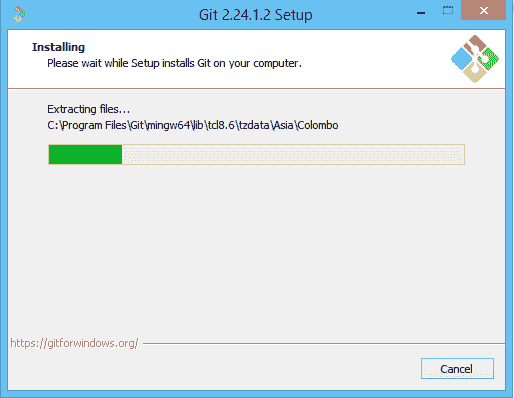 Git 2.24.1.2 Setup
Installing
Please wait while Setup installs Git on your computer.
Extracting files...
C:\Program Files\Git\mingw64\lib\tcl8.6\tzdata\Asia\Colombo
https://gitforwindows.org/
Cancel